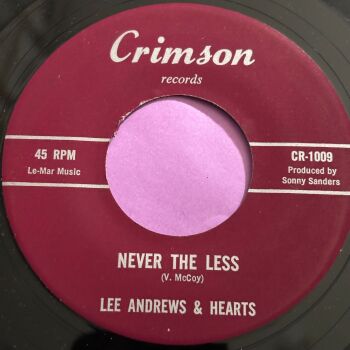 Crimson
records
45 RPM
Le-Mar Music
CR-1009
Produced by
Sonny Sanders
NEVER THE LESS
(V. McCoy)
LEE ANDREWS & HEARTS